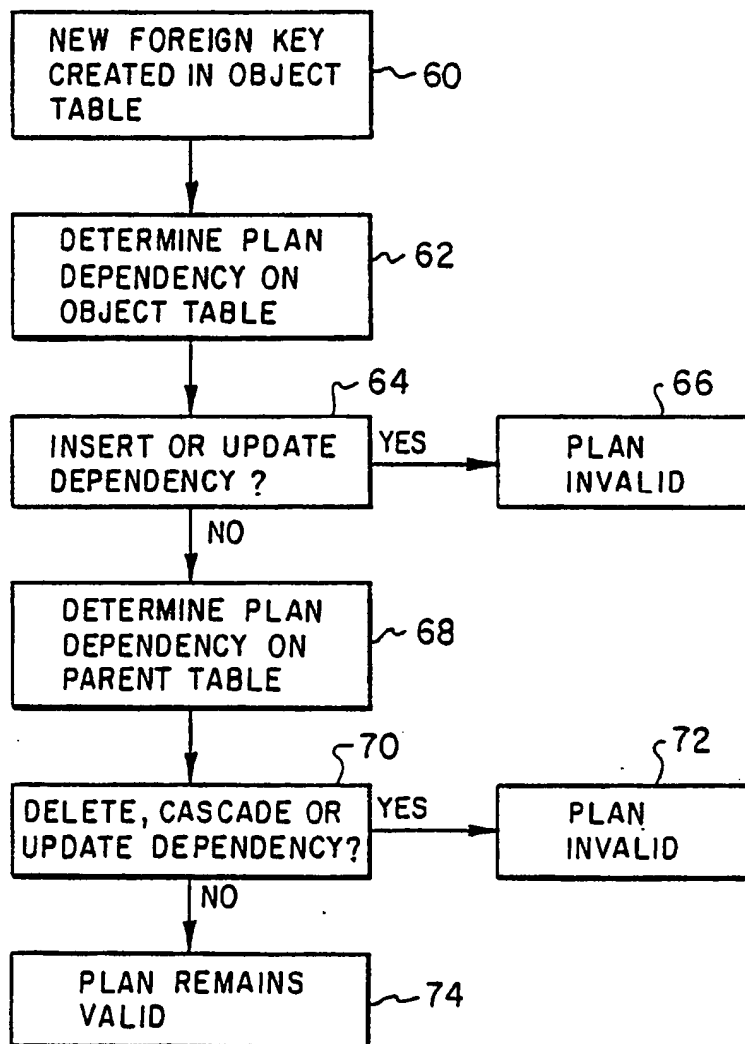 NEW FOREIGN KEY
CREATED IN OBJECT
TABLE
60
DETERMINE PLAN
DEPENDENCY ON
OBJECT TABLE
62
64
INSERT OR UPDATE
DEPENDENCY ?
YES
66
PLAN
INVALID
NO
DETERMINE PLAN
DEPENDENCY ON
PARENT TABLE
68
70
DELETE, CASCADE OR
UPDATE DEPENDENCY?
YES
72
PLAN
INVALID
NO
PLAN REMAINS
VALID
74